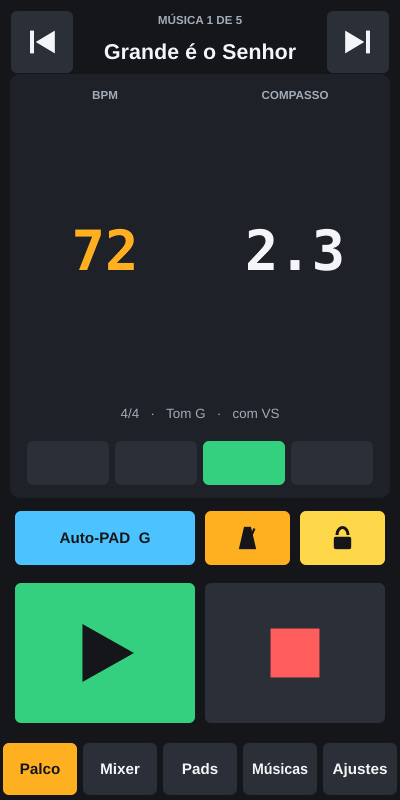 MÚSICA 1 DE 5
Grande é o Senhor
BPM
COMPASSO
72
2.3
4/4 · Tom G · com VS
Auto-PAD G
Palco
Mixer
Pads
Músicas
Ajustes